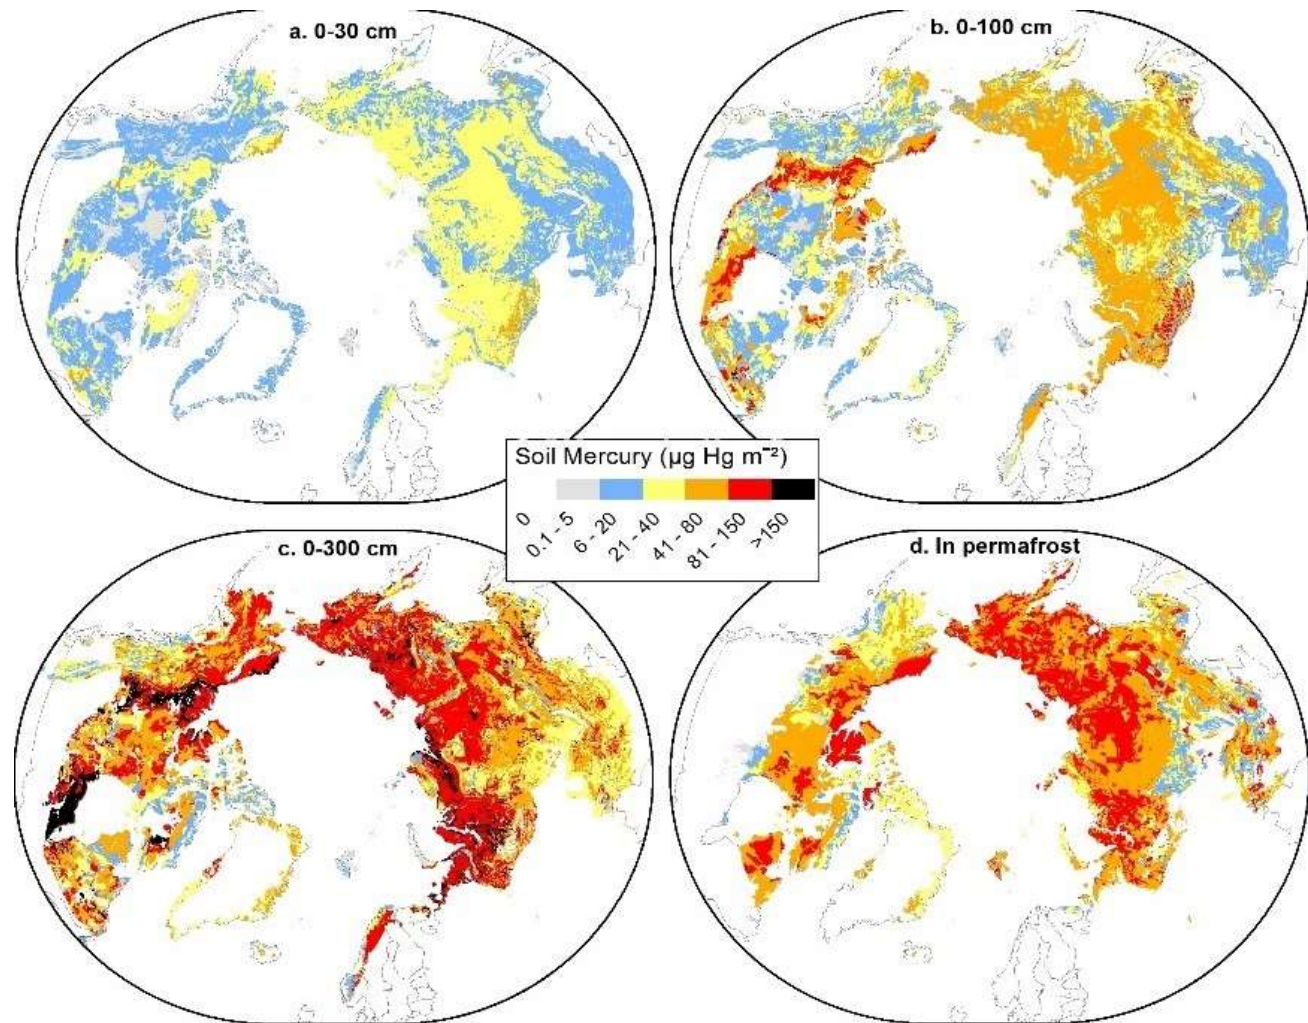 a. 0-30 cm
b. 0-100 cm
Soil Mercury (µg Hg m⁻²)
0
0.1 - 5
6 - 20
21 - 40
41 - 80
81 - 150
>150
c. 0-300 cm
d. In permafrost